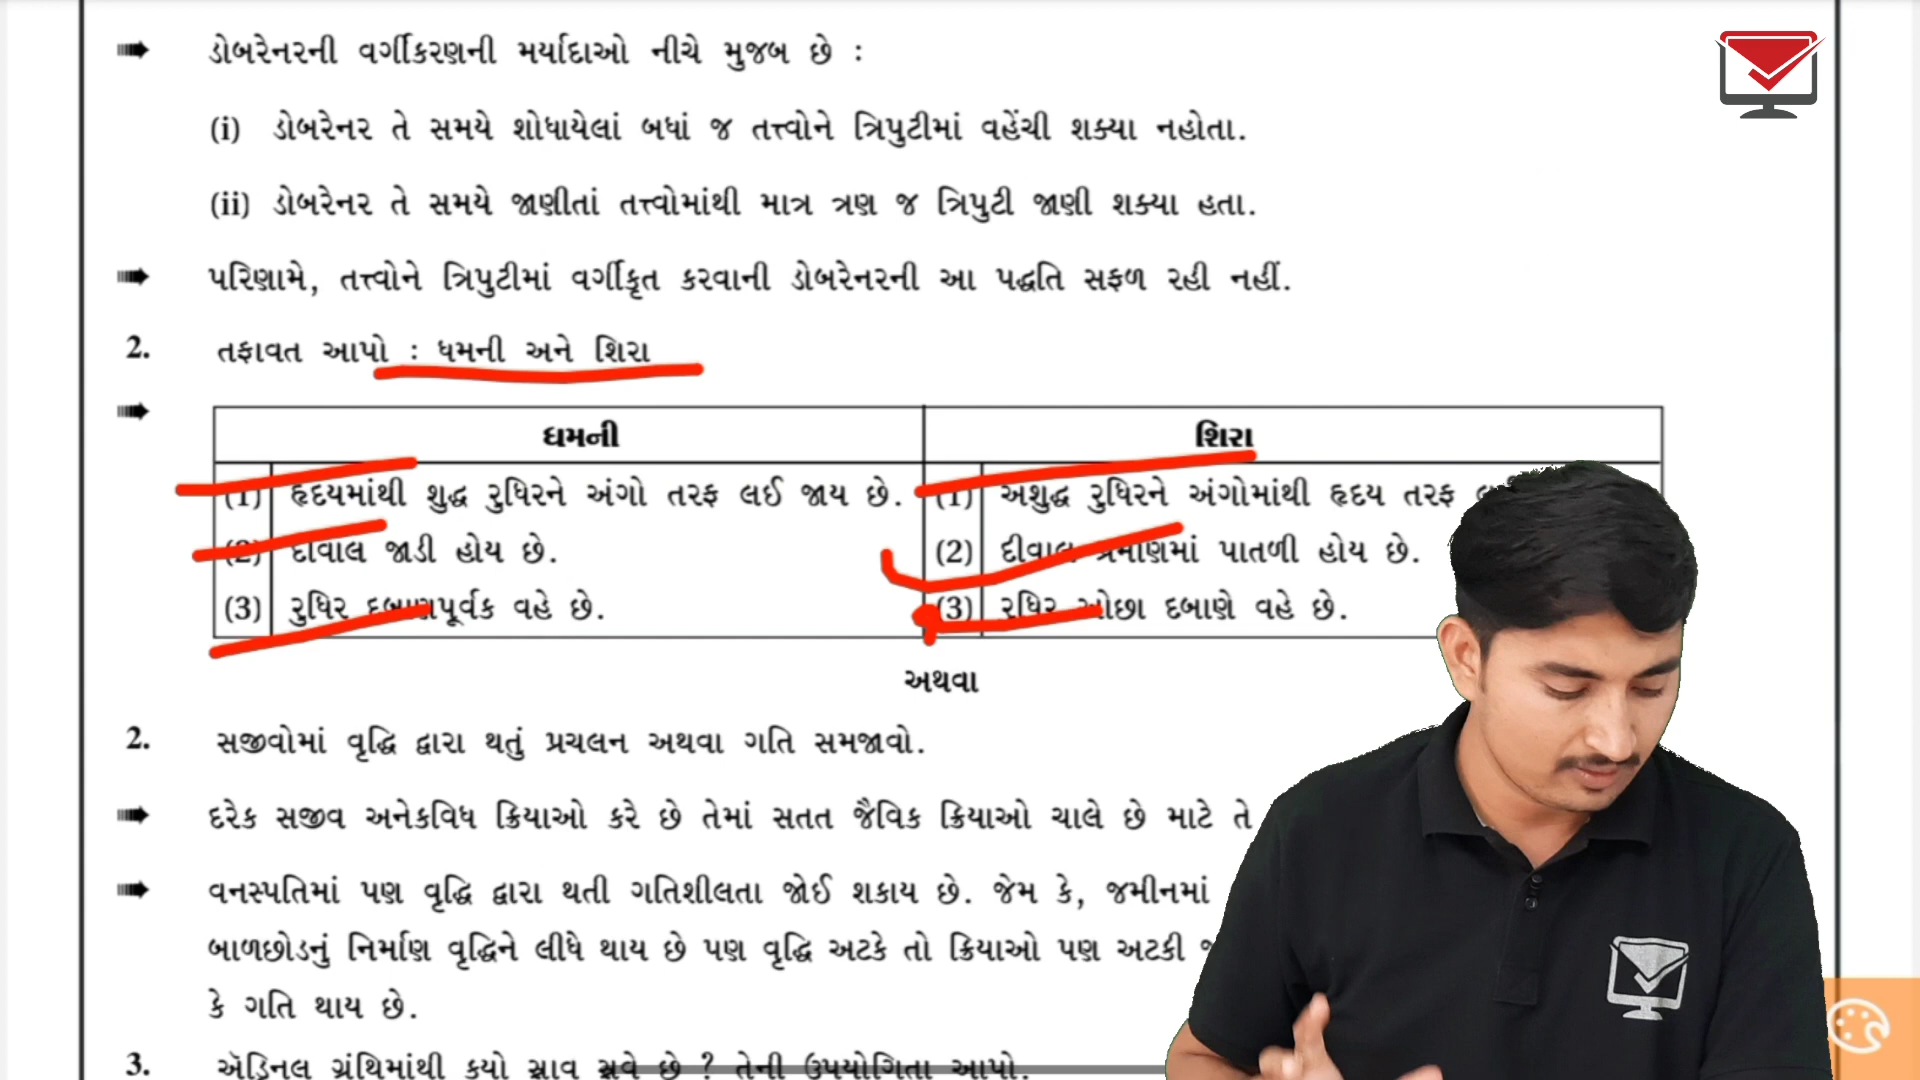 ડોબરેનરની વર્ગીકરણની મર્યાદાઓ નીચે મુજબ છે :
(i) ડોબરેનર તે સમયે શોધાયેલાં બધાં જ તત્ત્વોને ત્રિપુટીમાં વહેંચી શક્યા નહોતા.
(ii) ડોબરેનર તે સમયે જાણીતાં તત્ત્વોમાંથી માત્ર ત્રણ જ ત્રિપુટી જાણી શક્યા હતા.
પરિણામે, તત્ત્વોને ત્રિપુટીમાં વર્ગીકૃત કરવાની ડોબરેનરની આ પદ્ધતિ સફળ રહી નહીં.
2. તફાવત આપો : ધમની અને શિરા
ધમની શિરા
(1) હૃદયમાંથી શુદ્ધ રુધિરને અંગો તરફ લઈ જાય છે. (1) અશુદ્ધ રુધિરને અંગોમાંથી હૃદય તરફ
(2) દીવાલ જાડી હોય છે. (2) દીવાલ પ્રમાણમાં પાતળી હોય છે.
(3) રુધિર દબાણપૂર્વક વહે છે. (3) રુધિર ઓછા દબાણે વહે છે.
અથવા
2. સજીવોમાં વૃદ્ધિ દ્વારા થતું પ્રચલન અથવા ગતિ સમજાવો.
દરેક સજીવ અનેકવિધ ક્રિયાઓ કરે છે તેમાં સતત જૈવિક ક્રિયાઓ ચાલે છે માટે તે
વનસ્પતિમાં પણ વૃદ્ધિ દ્વારા થતી ગતિશીલતા જોઈ શકાય છે. જેમ કે, જમીનમાં
બાળછોડનું નિર્માણ વૃદ્ધિને લીધે થાય છે પણ વૃદ્ધિ અટકે તો ક્રિયાઓ પણ અટકી
કે ગતિ થાય છે.
3. ઍડ્રિનલ ગ્રંથિમાંથી કયો સ્રાવ સ્રવે છે ? તેની ઉપયોગિતા આપો.